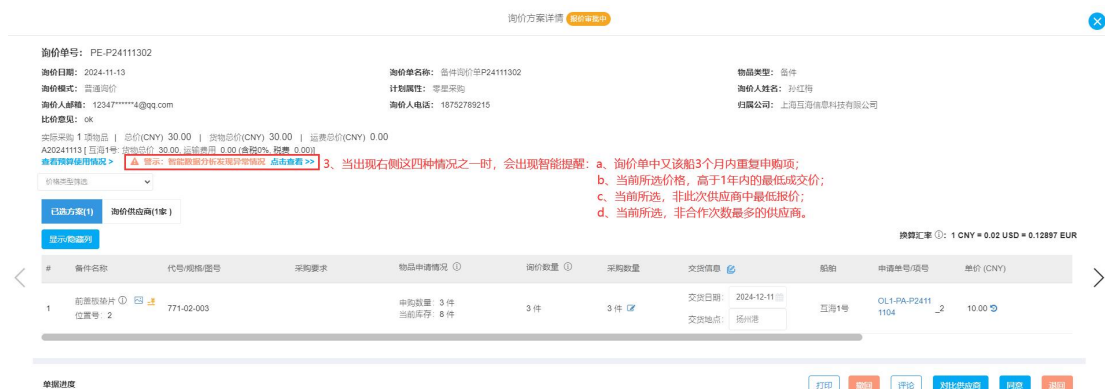 询价方案详情 报价审批中
询价单号： PE-P24111302
询价日期： 2024-11-13 询价单名称： 备件询价单P24111302 物品类型： 备件
询价模式： 普通询价 计划属性： 零星采购 询价人姓名： 孙红梅
询价人邮箱： 12347******4@qq.com 询价人电话： 18752789215 归属公司： 上海互海信息科技有限公司
比价意见： ok
实际采购 1 项物品 | 总价(CNY) 30.00 | 货物总价(CNY) 30.00 | 运费总价(CNY) 0.00
A20241113 [ 互海1号: 货物总价 30.00, 运输费用 0.00 (含税0%, 税费 0.00)]
查看预算使用情况 > 警示：智能数据分析发现异常情况 点击查看 >> 3、当出现右侧这四种情况之一时，会出现智能提醒：a、询价单中又该船3个月内重复申购项；
b、当前所选价格，高于1年内的最低成交价；
c、当前所选，非此次供应商中最低报价；
d、当前所选，非合作次数最多的供应商。
价格类型筛选
已选方案(1) 询价供应商(1家 )
显示/隐藏列 换算汇率 ①： 1 CNY = 0.02 USD = 0.12897 EUR
# 备件名称 代号/规格/图号 采购要求 物品申请情况 ① 询价数量 ① 采购数量 交货信息 船舶 申请单号/项号 单价 (CNY)
1 前盖板垫片 ① 771-02-003 申购数量：3 件 3 件 3 件 交货日期： 2024-12-11 互海1号 OL1-PA-P2411 _2 10.00
位置号：2 当前库存：8 件 交货地点： 扬州港 1104
单据进度 打印 撤回 评论 对比供应商 同意 退回